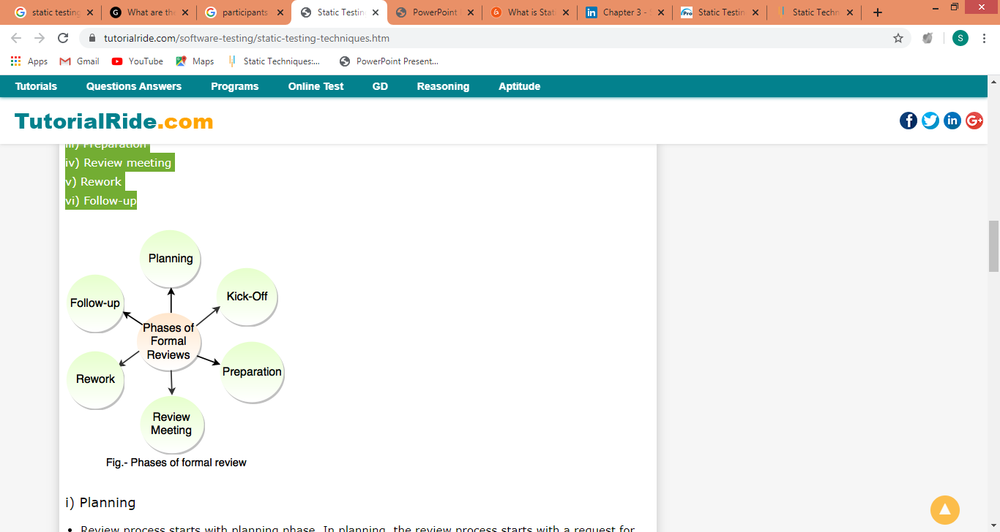 static testing
What are the
participants
Static Testin
PowerPoint
What is Stat
Chapter 3 -
Static Testin
Static Techn
tutorialride.com/software-testing/static-testing-techniques.htm
S
Apps Gmail YouTube Maps Static Techniques:... PowerPoint Present...
Tutorials Questions Answers Programs Online Test GD Reasoning Aptitude
TutorialRide.com
iii) Preparation
iv) Review meeting
v) Rework
vi) Follow-up
Planning
Kick-Off
Follow-up
Phases of
Formal
Reviews
Preparation
Rework
Review
Meeting
Fig.- Phases of formal review
i) Planning
• Review process starts with planning phase. In planning, the review process starts with a request for